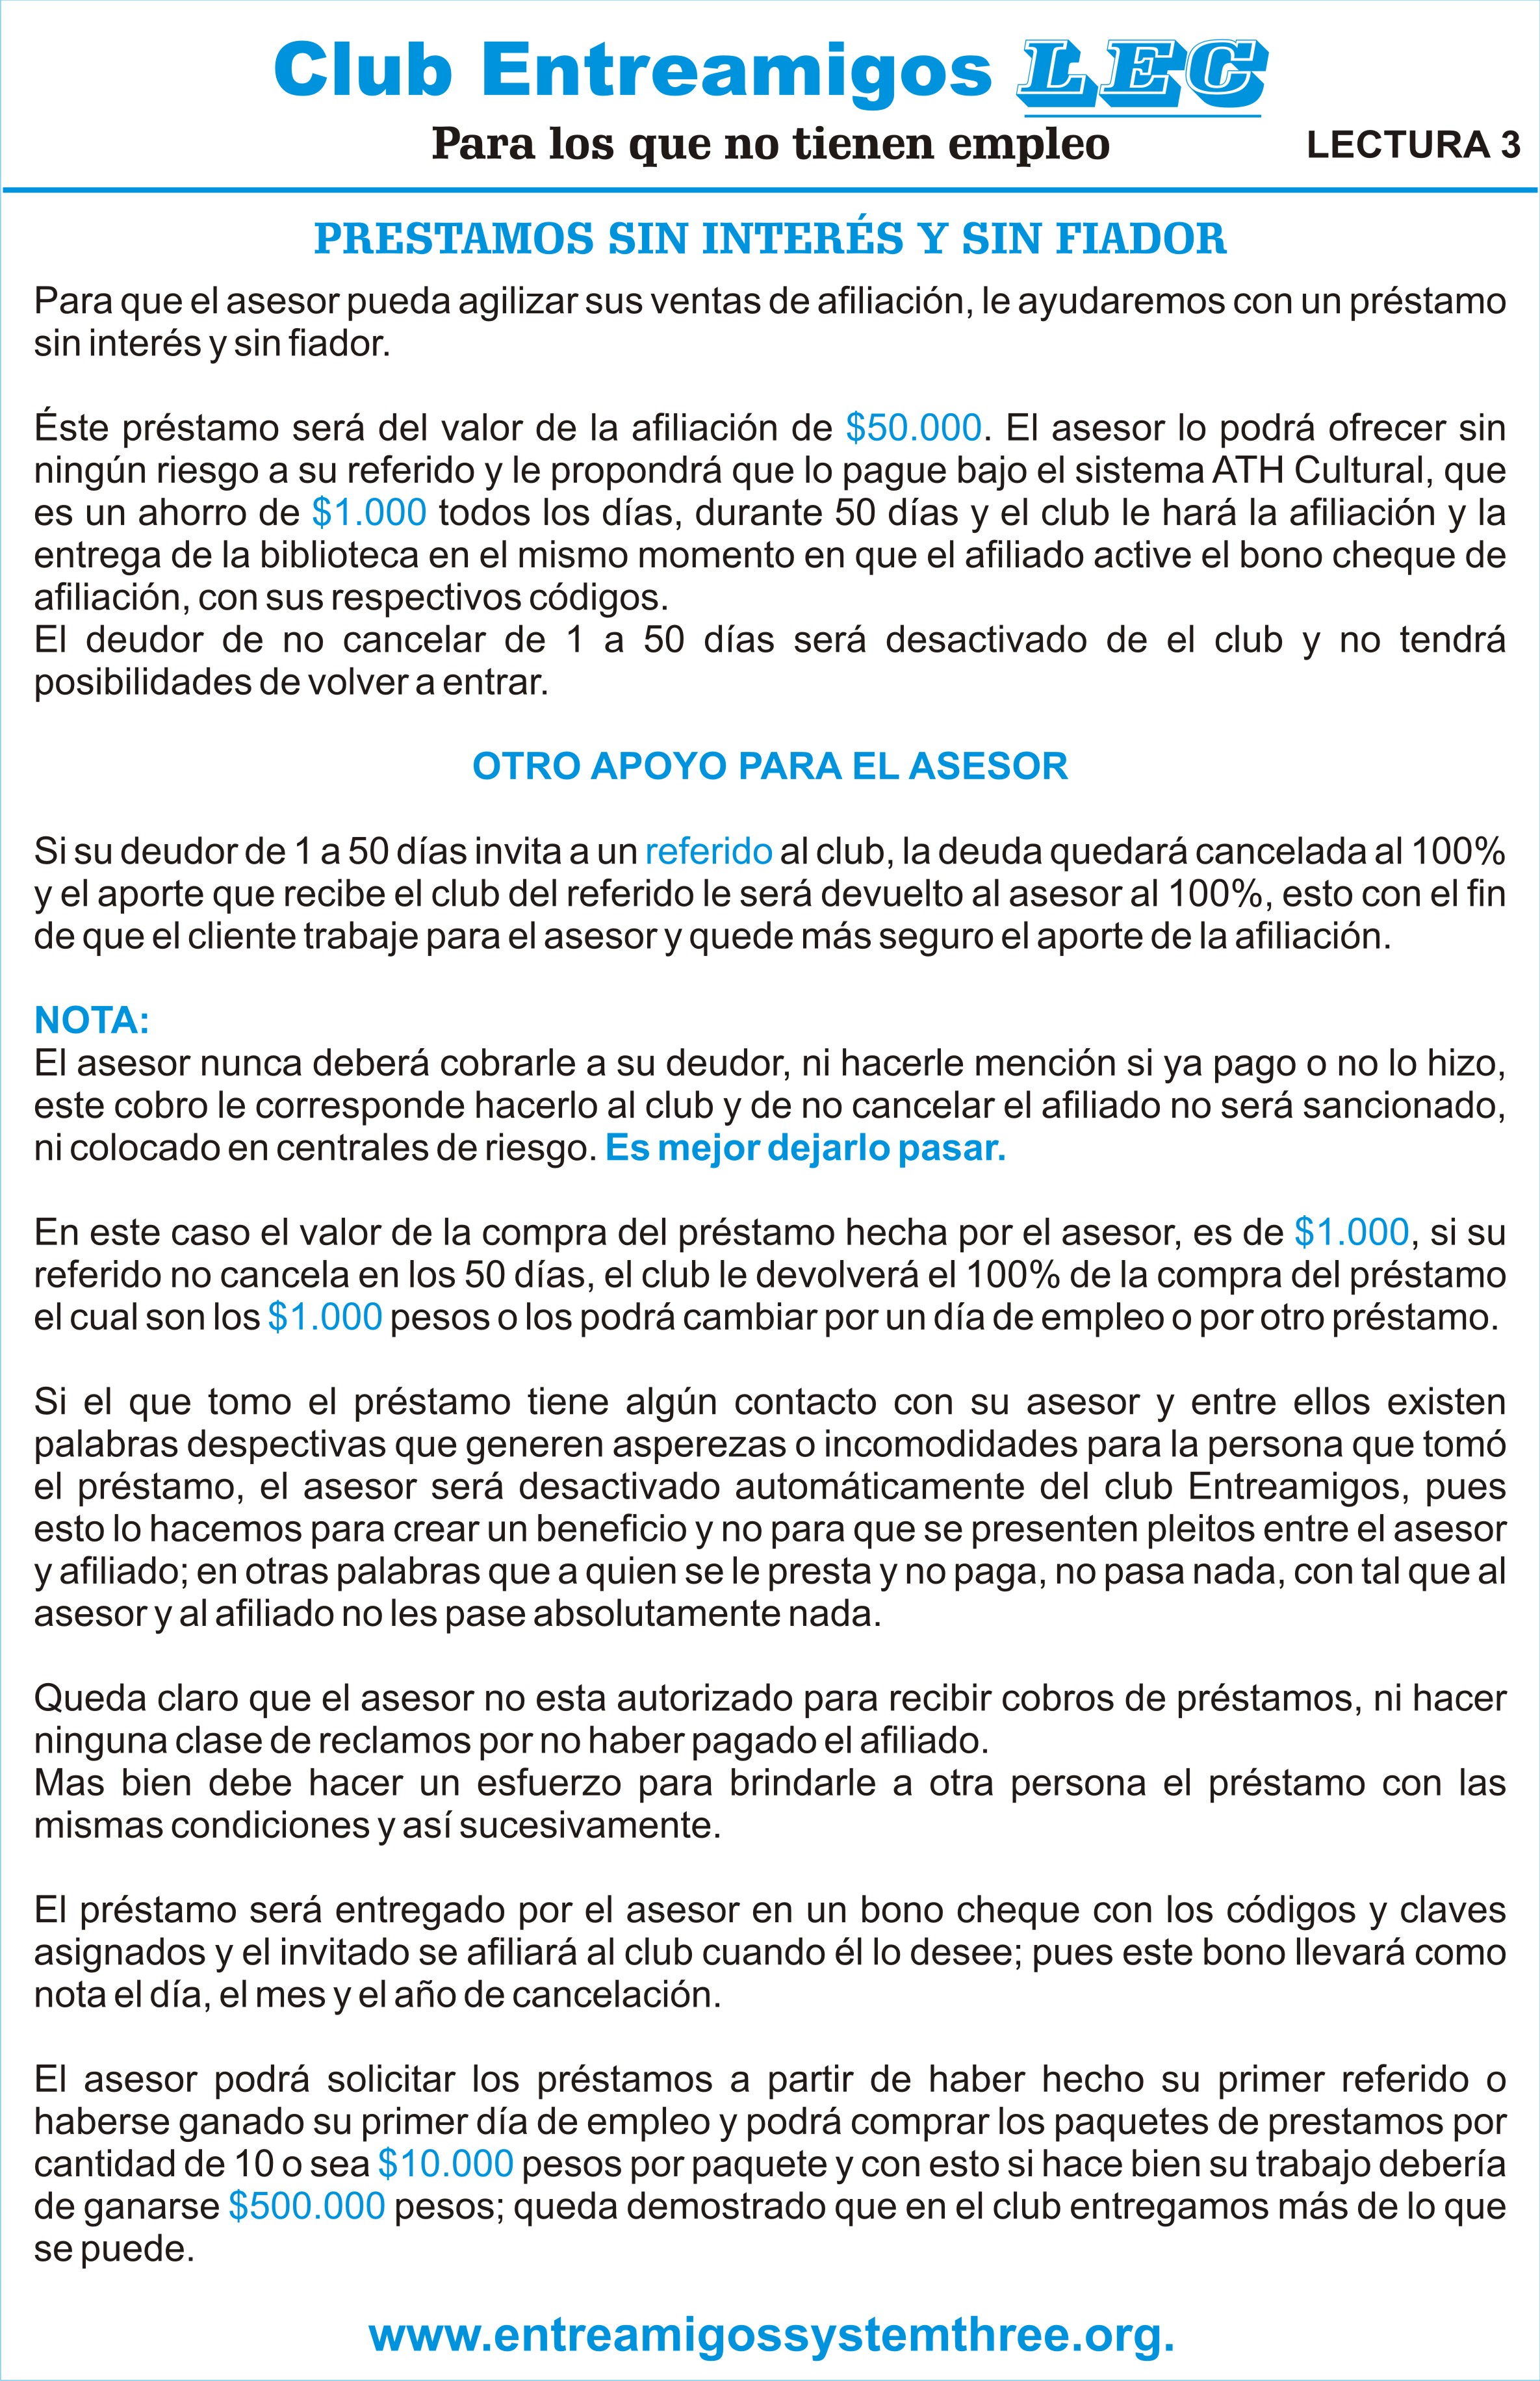 Club Entreamigos LEC
Para los que no tienen empleo
LECTURA 3
PRESTAMOS SIN INTERÉS Y SIN FIADOR
Para que el asesor pueda agilizar sus ventas de afiliación, le ayudaremos con un préstamo
sin interés y sin fiador.
Éste préstamo será del valor de la afiliación de $50.000. El asesor lo podrá ofrecer sin
ningún riesgo a su referido y le propondrá que lo pague bajo el sistema ATH Cultural, que
es un ahorro de $1.000 todos los días, durante 50 días y el club le hará la afiliación y la
entrega de la biblioteca en el mismo momento en que el afiliado active el bono cheque de
afiliación, con sus respectivos códigos.
El deudor de no cancelar de 1 a 50 días será desactivado de el club y no tendrá
posibilidades de volver a entrar.
OTRO APOYO PARA EL ASESOR
Si su deudor de 1 a 50 días invita a un referido al club, la deuda quedará cancelada al 100%
y el aporte que recibe el club del referido le será devuelto al asesor al 100%, esto con el fin
de que el cliente trabaje para el asesor y quede más seguro el aporte de la afiliación.
NOTA:
El asesor nunca deberá cobrarle a su deudor, ni hacerle mención si ya pago o no lo hizo,
este cobro le corresponde hacerlo al club y de no cancelar el afiliado no será sancionado,
ni colocado en centrales de riesgo. Es mejor dejarlo pasar.
En este caso el valor de la compra del préstamo hecha por el asesor, es de $1.000, si su
referido no cancela en los 50 días, el club le devolverá el 100% de la compra del préstamo
el cual son los $1.000 pesos o los podrá cambiar por un día de empleo o por otro préstamo.
Si el que tomo el préstamo tiene algún contacto con su asesor y entre ellos existen
palabras despectivas que generen asperezas o incomodidades para la persona que tomó
el préstamo, el asesor será desactivado automáticamente del club Entreamigos, pues
esto lo hacemos para crear un beneficio y no para que se presenten pleitos entre el asesor
y afiliado; en otras palabras que a quien se le presta y no paga, no pasa nada, con tal que al
asesor y al afiliado no les pase absolutamente nada.
Queda claro que el asesor no esta autorizado para recibir cobros de préstamos, ni hacer
ninguna clase de reclamos por no haber pagado el afiliado.
Mas bien debe hacer un esfuerzo para brindarle a otra persona el préstamo con las
mismas condiciones y así sucesivamente.
El préstamo será entregado por el asesor en un bono cheque con los códigos y claves
asignados y el invitado se afiliará al club cuando él lo desee; pues este bono llevará como
nota el día, el mes y el año de cancelación.
El asesor podrá solicitar los préstamos a partir de haber hecho su primer referido o
haberse ganado su primer día de empleo y podrá comprar los paquetes de prestamos por
cantidad de 10 o sea $10.000 pesos por paquete y con esto si hace bien su trabajo debería
de ganarse $500.000 pesos; queda demostrado que en el club entregamos más de lo que
se puede.
www.entreamigossystemthree.org.